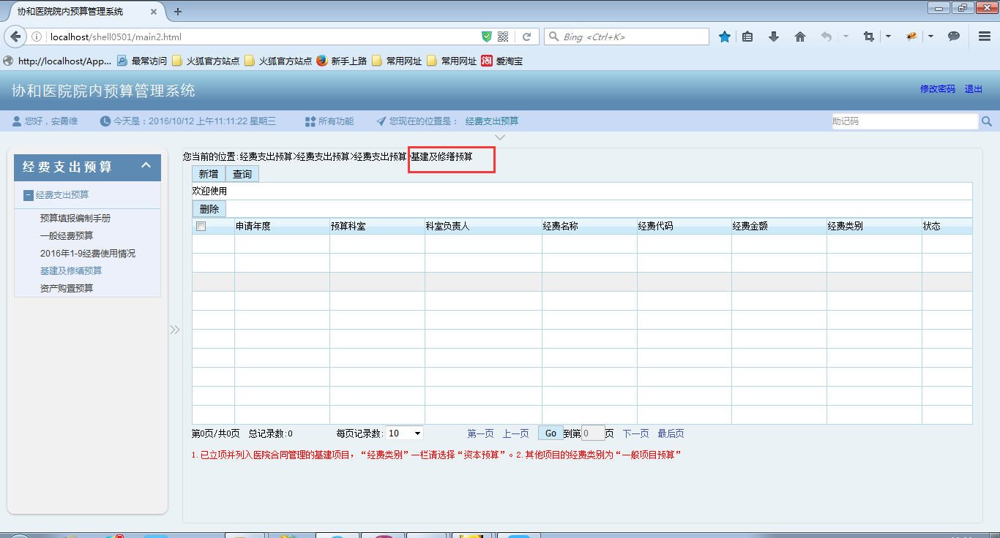 协和医院院内预算管理系统
localhost/shell0501/main2.html
Bing <Ctrl+K>
http://localhost/App... 最常访问 火狐官方站点 火狐官方站点 新手上路 常用网址 常用网址 淘 爱淘宝
协和医院院内预算管理系统
修改密码 退出
您好，安勇维 今天是：2016/10/12 上午11:11:22 星期三 所有功能 您现在的位置是： 经费支出预算 助记码
经费支出预算
经费支出预算
预算填报编制手册
一般经费预算
2016年1-9经费使用情况
基建及修缮预算
资产购置预算
您当前的位置:经费支出预算>经费支出预算>经费支出预算>基建及修缮预算
新增 查询
欢迎使用
删除
申请年度 预算科室 科室负责人 经费名称 经费代码 经费金额 经费类别 状态
第0页/共0页 总记录数:0 每页记录数: 10 第一页 上一页 Go 到第 0 页 下一页 最后页
1.已立项并列入医院合同管理的基建项目，“经费类别”一栏请选择“资本预算”。2.其他项目的经费类别为“一般项目预算”